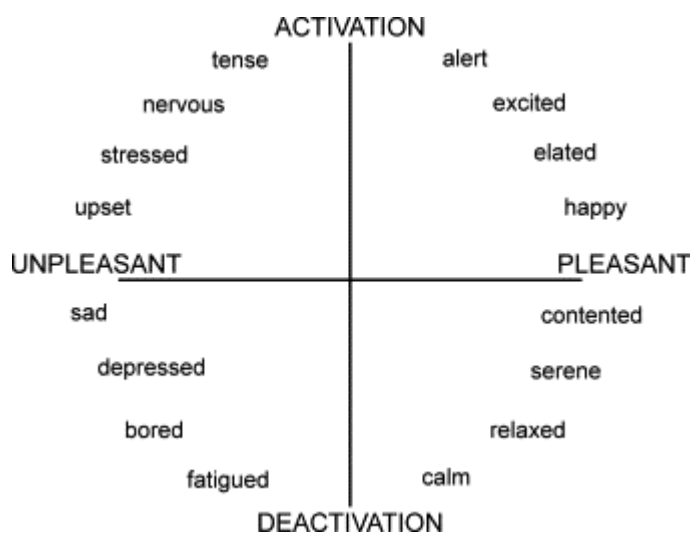 ACTIVATION
tense alert
nervous excited
stressed elated
upset happy
UNPLEASANT PLEASANT
sad contented
depressed serene
bored relaxed
fatigued calm
DEACTIVATION